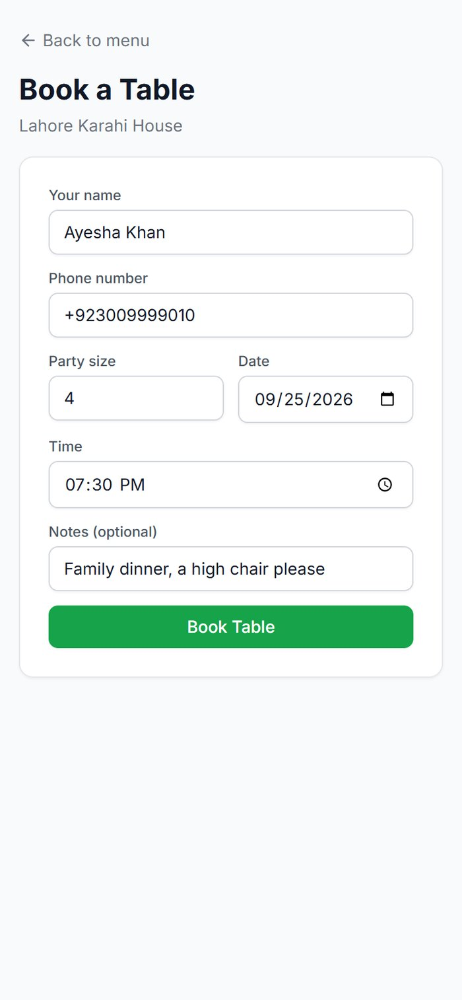 Back to menu
Book a Table
Lahore Karahi House
Your name
Ayesha Khan
Phone number
+923009999010
Party size
Date
4
09/25/2026
Time
07:30 PM
Notes (optional)
Family dinner, a high chair please
Book Table